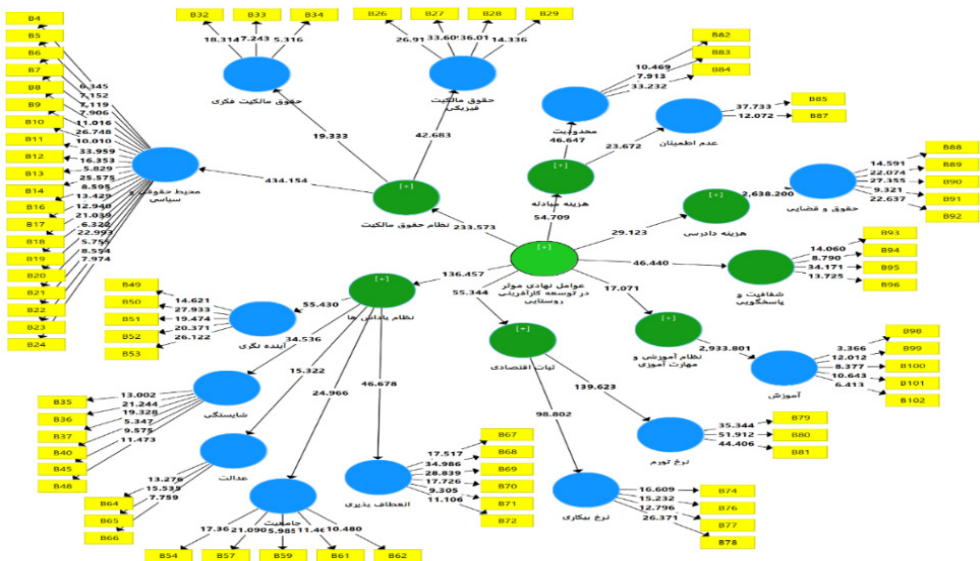 B32
B33
B34
18.314
7.243
5.316
حقوق مالکیت فکری
B26
B27
B28
B29
26.91
33.60
36.01
14.336
حقوق مالکیت
فیزیکی
B82
B83
B84
10.469
7.913
33.232
محدودیت
B85
B87
37.733
12.072
عدم اطمینان
B4
B5
B6
B7
B8
B9
B10
B11
B12
B13
B14
B16
B17
B18
B19
B20
B21
B22
B23
B24
6.345
7.152
7.119
7.906
11.016
26.748
10.010
33.959
16.353
5.829
25.575
8.595
13.429
12.940
21.039
6.322
22.993
5.755
8.554
7.974
محیط حقوقی و
سیاسی
434.154
19.333
42.683
[+]
نظام حقوق مالکیت
46.647
23.672
[+]
هزینه مبادله
54.709
233.573
B88
B89
B90
B91
B92
14.591
22.074
27.355
9.321
22.637
حقوق و قضایی
2,638.200
[+]
هزینه دادرسی
29.123
[+]
عوامل نهادی موثر
در توسعه کارآفرینی
روستایی
46.440
B93
B94
B95
B96
14.060
8.790
34.171
13.725
شفافیت و
پاسخگویی
136.457
55.344
17.071
[+]
نظام پاداش ها
[+]
ثبات اقتصادی
[+]
نظام آموزشی و
مهارت آموزی
2,933.801
B98
B99
B100
B101
B102
3.366
12.012
8.377
10.643
6.413
آموزش
B49
B50
B51
B52
B53
14.621
27.933
19.474
20.371
26.122
آینده نگری
55.430
34.536
15.322
24.966
46.678
B35
B36
B37
B40
B45
B48
13.002
21.244
19.328
5.347
9.575
11.473
شایستگی
B64
B65
B66
13.276
15.535
7.759
عدالت
B54
B57
B59
B61
B62
17.36
21.090
5.985
10.480
جامعیت
B67
B68
B69
B70
B71
B72
17.517
34.986
28.839
17.726
9.305
11.106
انعطاف پذیری
139.623
98.802
B79
B80
B81
35.344
51.912
44.406
نرخ تورم
B74
B76
B77
B78
16.609
15.232
12.796
26.371
نرخ بیکاری